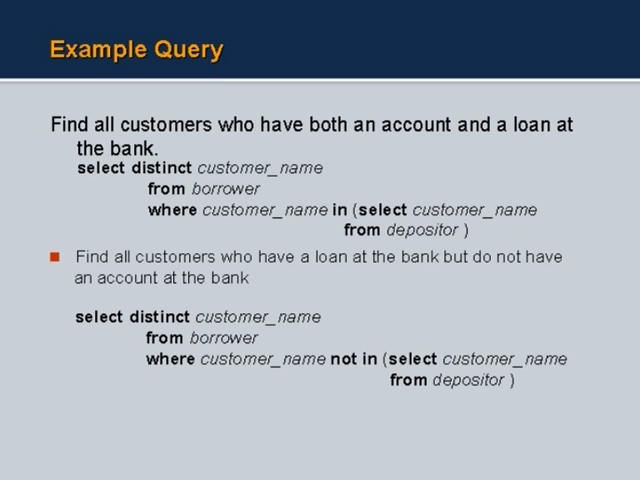 Example Query
Find all customers who have both an account and a loan at
the bank.
select distinct customer_name
from borrower
where customer_name in (select customer_name
from depositor )
Find all customers who have a loan at the bank but do not have
an account at the bank
select distinct customer_name
from borrower
where customer_name not in (select customer_name
from depositor )